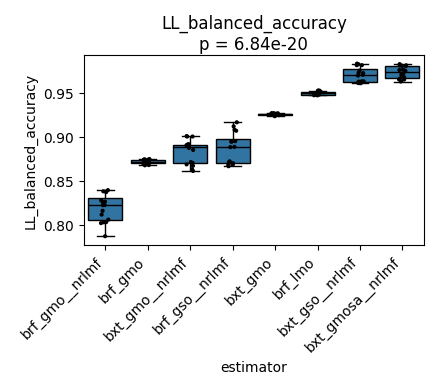 LL_balanced_accuracy
p = 6.84e-20
LL_balanced_accuracy
0.95
0.90
0.85
0.80
brf_gmo__nrlmf
brf_gmo
bxt_gmo__nrlmf
brf_gso__nrlmf
bxt_gmo
brf_lmo
bxt_gso__nrlmf
bxt_gmosa__nrlmf
estimator